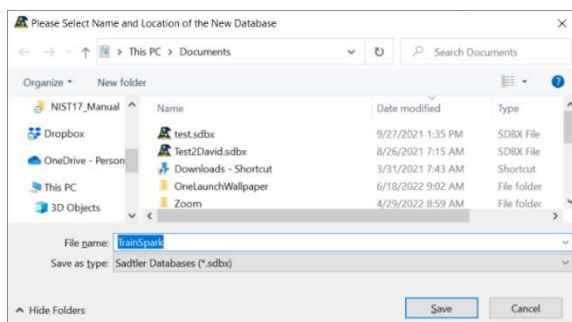 Please Select Name and Location of the New Database
This PC > Documents
Search Documents
Organize
New folder
Name
Date modified
Type
NIST17_Manual
Dropbox
OneDrive - Person
This PC
3D Objects
test.sdbx 9/27/2021 1:35 PM SDBX File
Test2David.sdbx 8/26/2021 7:15 AM SDBX File
Downloads - Shortcut 3/31/2021 7:43 AM Shortcut
OneLaunchWallpaper 6/18/2022 9:02 AM File folder
Zoom 4/29/2022 8:59 AM File folder
File name: TrainSpark
Save as type: Sadtler Databases (*.sdbx)
Hide Folders
Save
Cancel